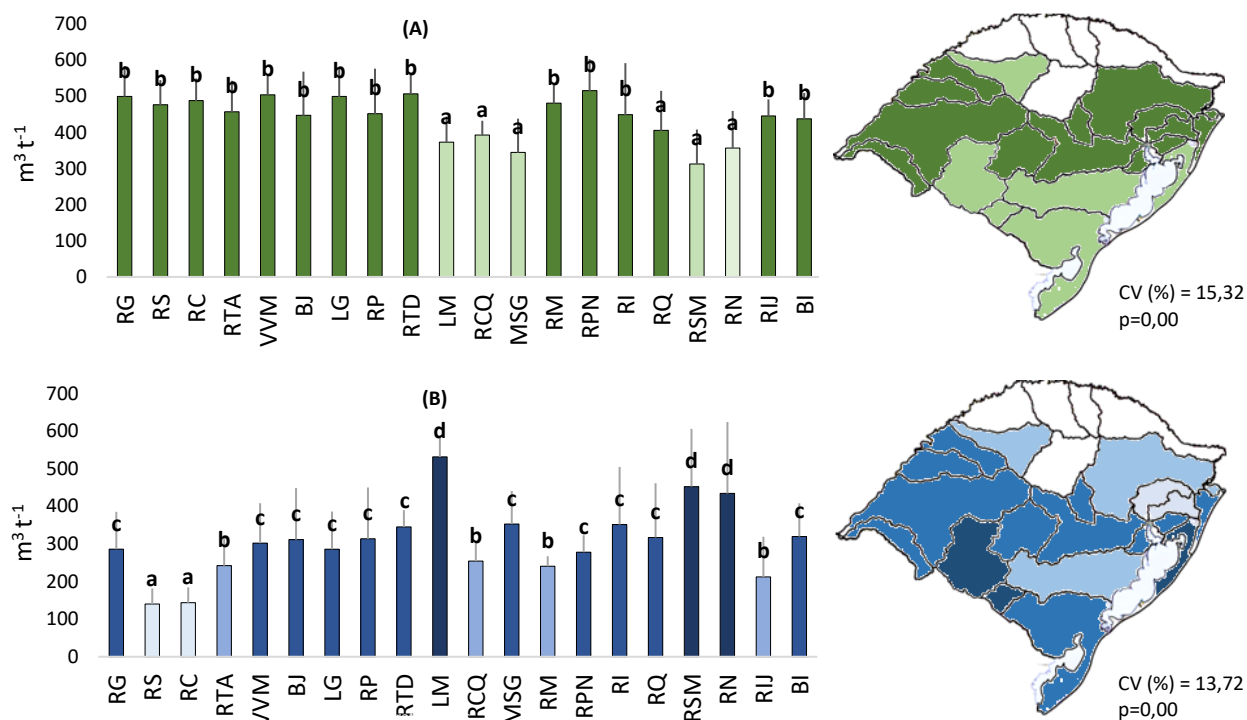 (A)
700
600
500
400
300
200
100
0
m³ t⁻¹
b b b b b b b b b a a a b b b a a a b b
RG RS RC RTA VVM BJ LG RP RTD LM RCQ MSG RM RPN RI RQ RSM RN RIJ BI
CV (%) = 15,32
p=0,00
(B)
700
600
500
400
300
200
100
0
m³ t⁻¹
c a a b c c c c c d b c b c c c d d b c
RG RS RC RTA VVM BJ LG RP RTD LM RCQ MSG RM RPN RI RQ RSM RN RIJ BI
CV (%) = 13,72
p=0,00